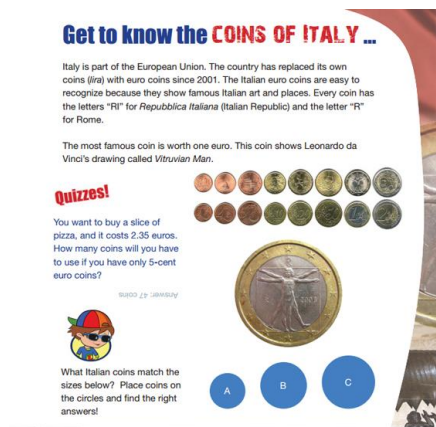 Get to know the COINS OF ITALY ...
Italy is part of the European Union. The country has replaced its own
coins (lira) with euro coins since 2001. The Italian euro coins are easy to
recognize because they show famous Italian art and places. Every coin has
the letters “RI” for Repubblica Italiana (Italian Republic) and the letter “R”
for Rome.
The most famous coin is worth one euro. This coin shows Leonardo da
Vinci’s drawing called Vitruvian Man.
Quizzes!
You want to buy a slice of
pizza, and it costs 2.35 euros.
How many coins will you have
to use if you have only 5-cent
euro coins?
Answer: 47 coins
What Italian coins match the
sizes below? Place coins on
the circles and find the right
answers!
A
B
C